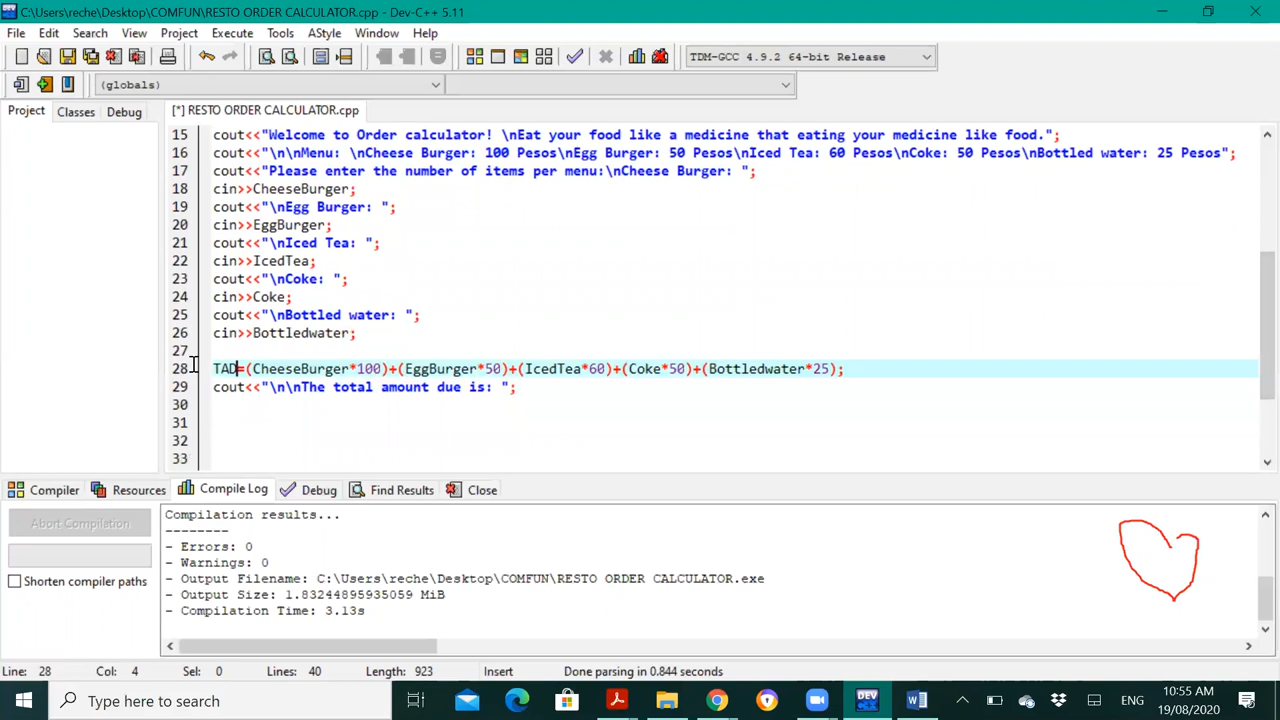 C:\Users\reche\Desktop\COMFUN\RESTO ORDER CALCULATOR.cpp - Dev-C++ 5.11
File Edit Search View Project Execute Tools AStyle Window Help
TDM-GCC 4.9.2 64-bit Release
(globals)
Project Classes Debug [*] RESTO ORDER CALCULATOR.cpp
15 cout<<"Welcome to Order calculator! \nEat your food like a medicine that eating your medicine like food.";
16 cout<<"\n\nMenu: \nCheese Burger: 100 Pesos\nEgg Burger: 50 Pesos\nIced Tea: 60 Pesos\nCoke: 50 Pesos\nBottled water: 25 Pesos";
17 cout<<"Please enter the number of items per menu:\nCheese Burger: ";
18 cin>>CheeseBurger;
19 cout<<"\nEgg Burger: ";
20 cin>>EggBurger;
21 cout<<"\nIced Tea: ";
22 cin>>IcedTea;
23 cout<<"\nCoke: ";
24 cin>>Coke;
25 cout<<"\nBottled water: ";
26 cin>>Bottledwater;
27
28 TAD=(CheeseBurger*100)+(EggBurger*50)+(IcedTea*60)+(Coke*50)+(Bottledwater*25);
29 cout<<"\n\nThe total amount due is: ";
30
31
32
33
Compiler Resources Compile Log Debug Find Results Close
Abort Compilation
Shorten compiler paths
Compilation results...
--------
- Errors: 0
- Warnings: 0
- Output Filename: C:\Users\reche\Desktop\COMFUN\RESTO ORDER CALCULATOR.exe
- Output Size: 1.83244895935059 MiB
- Compilation Time: 3.13s
Line: 28 Col: 4 Sel: 0 Lines: 40 Length: 923 Insert Done parsing in 0.844 seconds
Type here to search
DEV
ENG
10:55 AM
19/08/2020